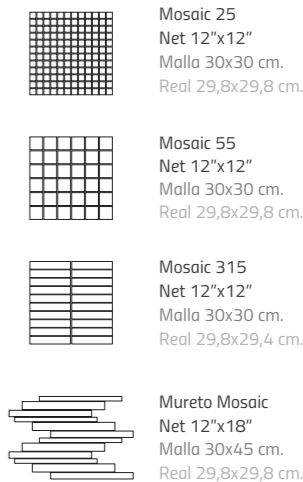 Mosaic 25
Net 12”x12”
Malla 30x30 cm.
Real 29,8x29,8 cm.
Mosaic 55
Net 12”x12”
Malla 30x30 cm.
Real 29,8x29,8 cm.
Mosaic 315
Net 12”x12”
Malla 30x30 cm.
Real 29,8x29,4 cm.
Mureto Mosaic
Net 12”x18”
Malla 30x45 cm.
Real 29,8x29,8 cm.